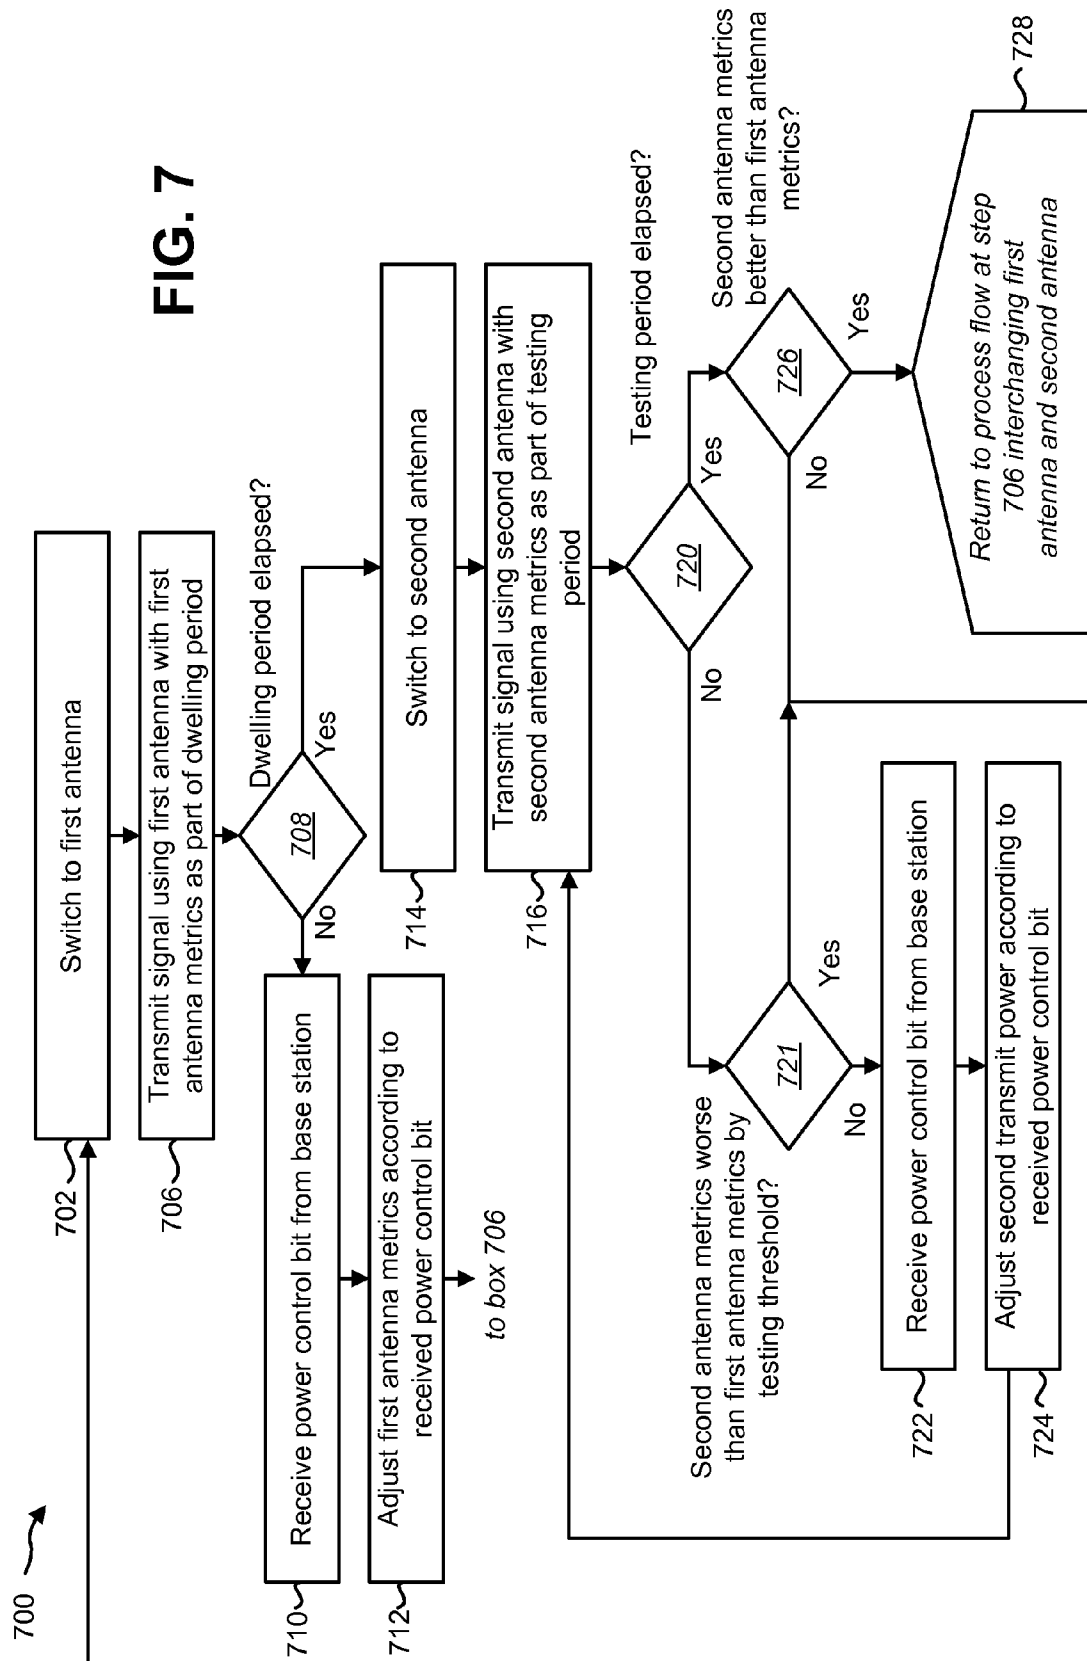 700
FIG. 7
702
Switch to first antenna
706
Transmit signal using first antenna with first
antenna metrics as part of dwelling period
Dwelling period elapsed?
708
No
Yes
710
Receive power control bit from base station
712
Adjust first antenna metrics according to
received power control bit
to box 706
714
Switch to second antenna
716
Transmit signal using second antenna with
second antenna metrics as part of testing
period
Testing period elapsed?
720
No
Yes
Second antenna metrics worse
than first antenna metrics by
testing threshold?
721
Yes
No
722
Receive power control bit from base station
724
Adjust second transmit power according to
received power control bit
Second antenna metrics
better than first antenna
metrics?
726
No
Yes
728
Return to process flow at step
706 interchanging first
antenna and second antenna